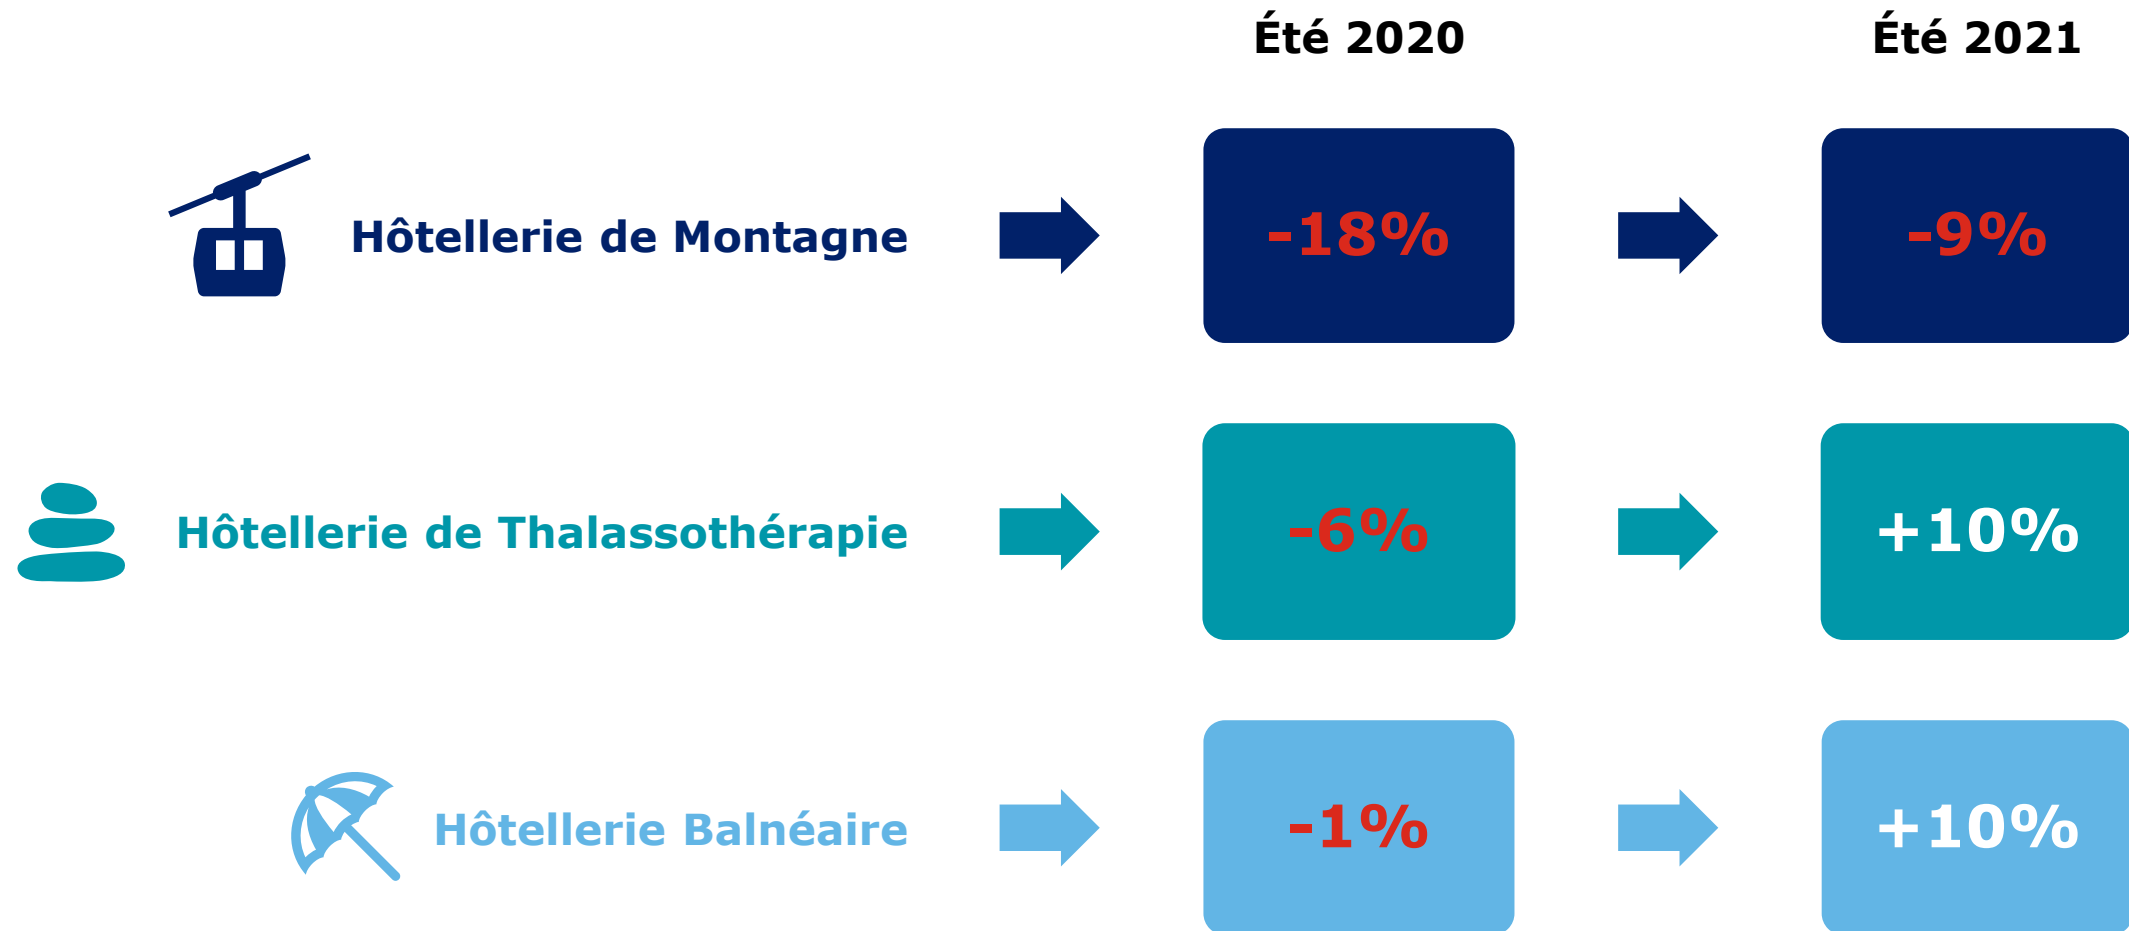 Été 2020 Été 2021
Hôtellerie de Montagne -18% -9%
Hôtellerie de Thalassothérapie -6% +10%
Hôtellerie Balnéaire -1% +10%